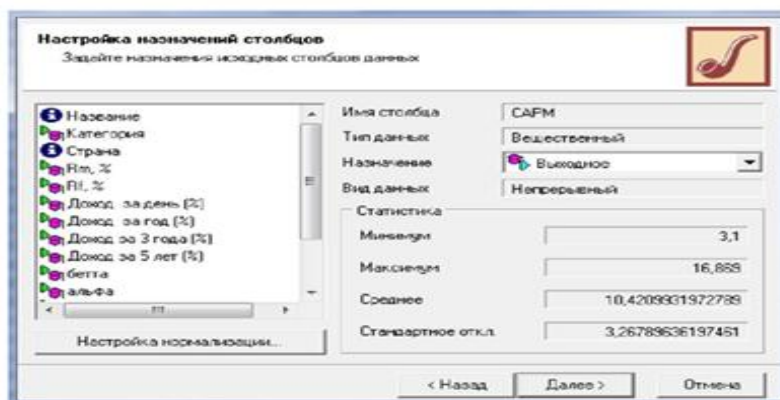 Настройка назначений столбцов
Задайте назначения исходных столбцов данных
Название
Категория
Страна
Rm, %
Rf, %
Доход за день (%)
Доход за год (%)
Доход за 3 года (%)
Доход за 5 лет (%)
бетта
альфа
Настройка нормализации...
Имя столбца CAPM
Тип данных Вещественный
Назначение Выходное
Вид данных Непрерывный
Статистика
Минимум 3,1
Максимум 16,869
Среднее 10,4209931972789
Стандартное откл. 3,26789636197461
< Назад Далее > Отмена